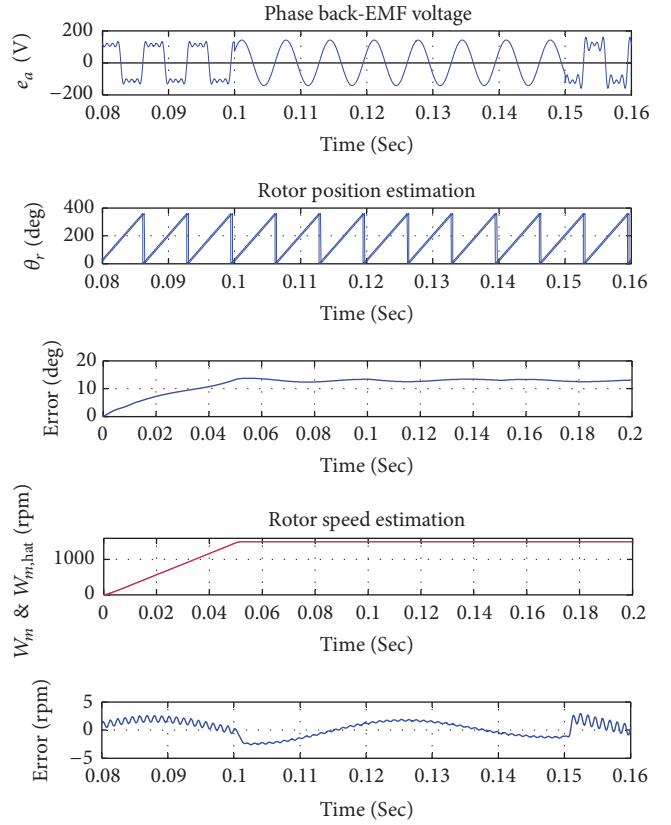 Phase back-EMF voltage
e_a (V)
200
0
−200
0.08 0.09 0.1 0.11 0.12 0.13 0.14 0.15 0.16
Time (Sec)
Rotor position estimation
θ_r (deg)
400
200
0
0.08 0.09 0.1 0.11 0.12 0.13 0.14 0.15 0.16
Time (Sec)
Error (deg)
20
10
0
0 0.02 0.04 0.06 0.08 0.1 0.12 0.14 0.16 0.18 0.2
Time (Sec)
Rotor speed estimation
W_m & W_m,hat (rpm)
1000
0
0 0.02 0.04 0.06 0.08 0.1 0.12 0.14 0.16 0.18 0.2
Time (Sec)
Error (rpm)
5
0
−5
0.08 0.09 0.1 0.11 0.12 0.13 0.14 0.15 0.16
Time (Sec)